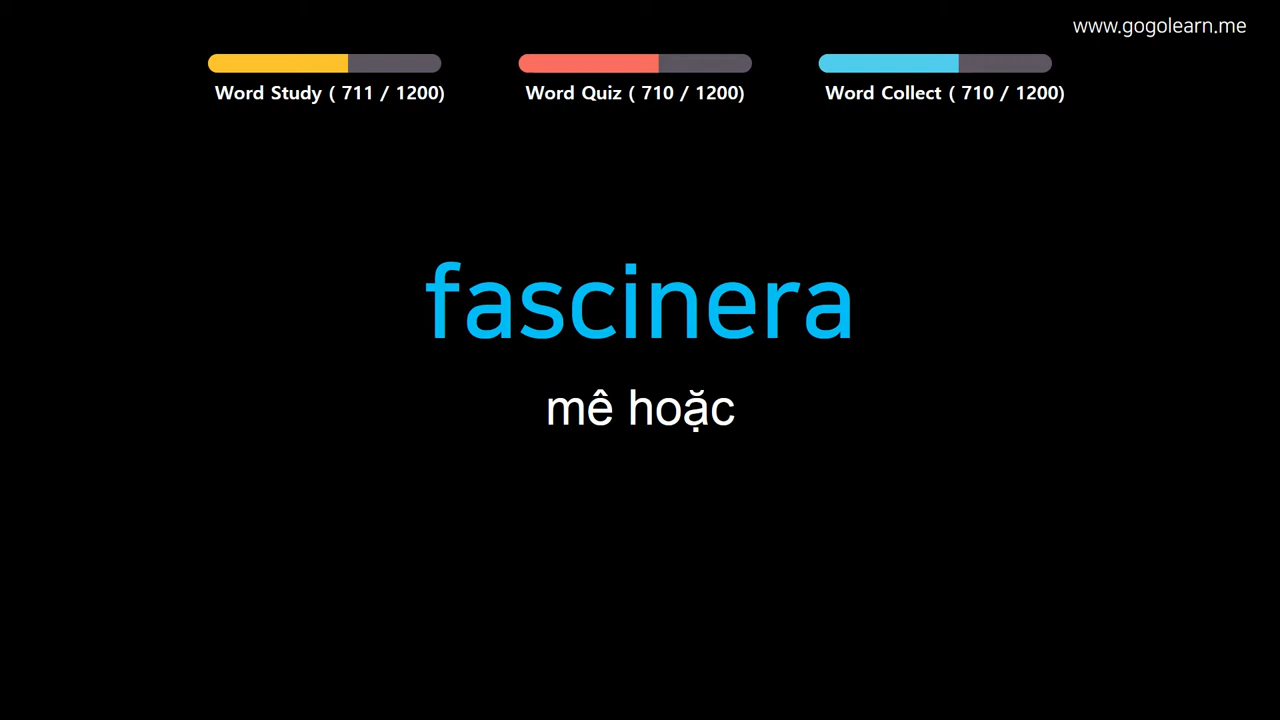 www.gogolearn.me
Word Study ( 711 / 1200)
Word Quiz ( 710 / 1200)
Word Collect ( 710 / 1200)
fascinera
mê hoặc